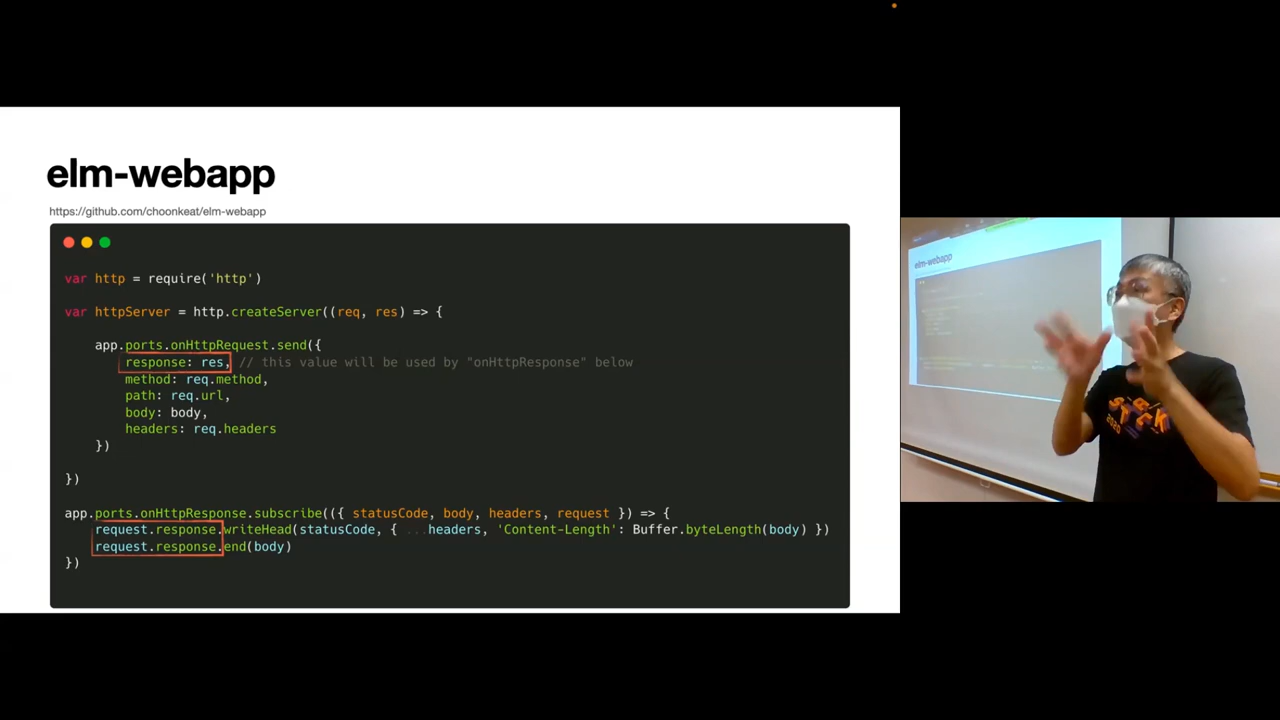 elm-webapp
https://github.com/choonkeat/elm-webapp
var http = require('http')
var httpServer = http.createServer((req, res) => {
app.ports.onHttpRequest.send({
response: res, // this value will be used by "onHttpResponse" below
method: req.method,
path: req.url,
body: body,
headers: req.headers
})
})
app.ports.onHttpResponse.subscribe(({ statusCode, body, headers, request }) => {
request.response.writeHead(statusCode, { ...headers, 'Content-Length': Buffer.byteLength(body) })
request.response.end(body)
})
elm-webapp
2020